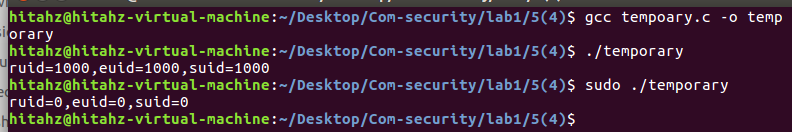 hitahz@hitahz-virtual-machine:~/Desktop/Com-security/lab1/5(4)$ gcc tempoary.c -o temp
orary
hitahz@hitahz-virtual-machine:~/Desktop/Com-security/lab1/5(4)$ ./temporary
ruid=1000,euid=1000,suid=1000
hitahz@hitahz-virtual-machine:~/Desktop/Com-security/lab1/5(4)$ sudo ./temporary
ruid=0,euid=0,suid=0
hitahz@hitahz-virtual-machine:~/Desktop/Com-security/lab1/5(4)$